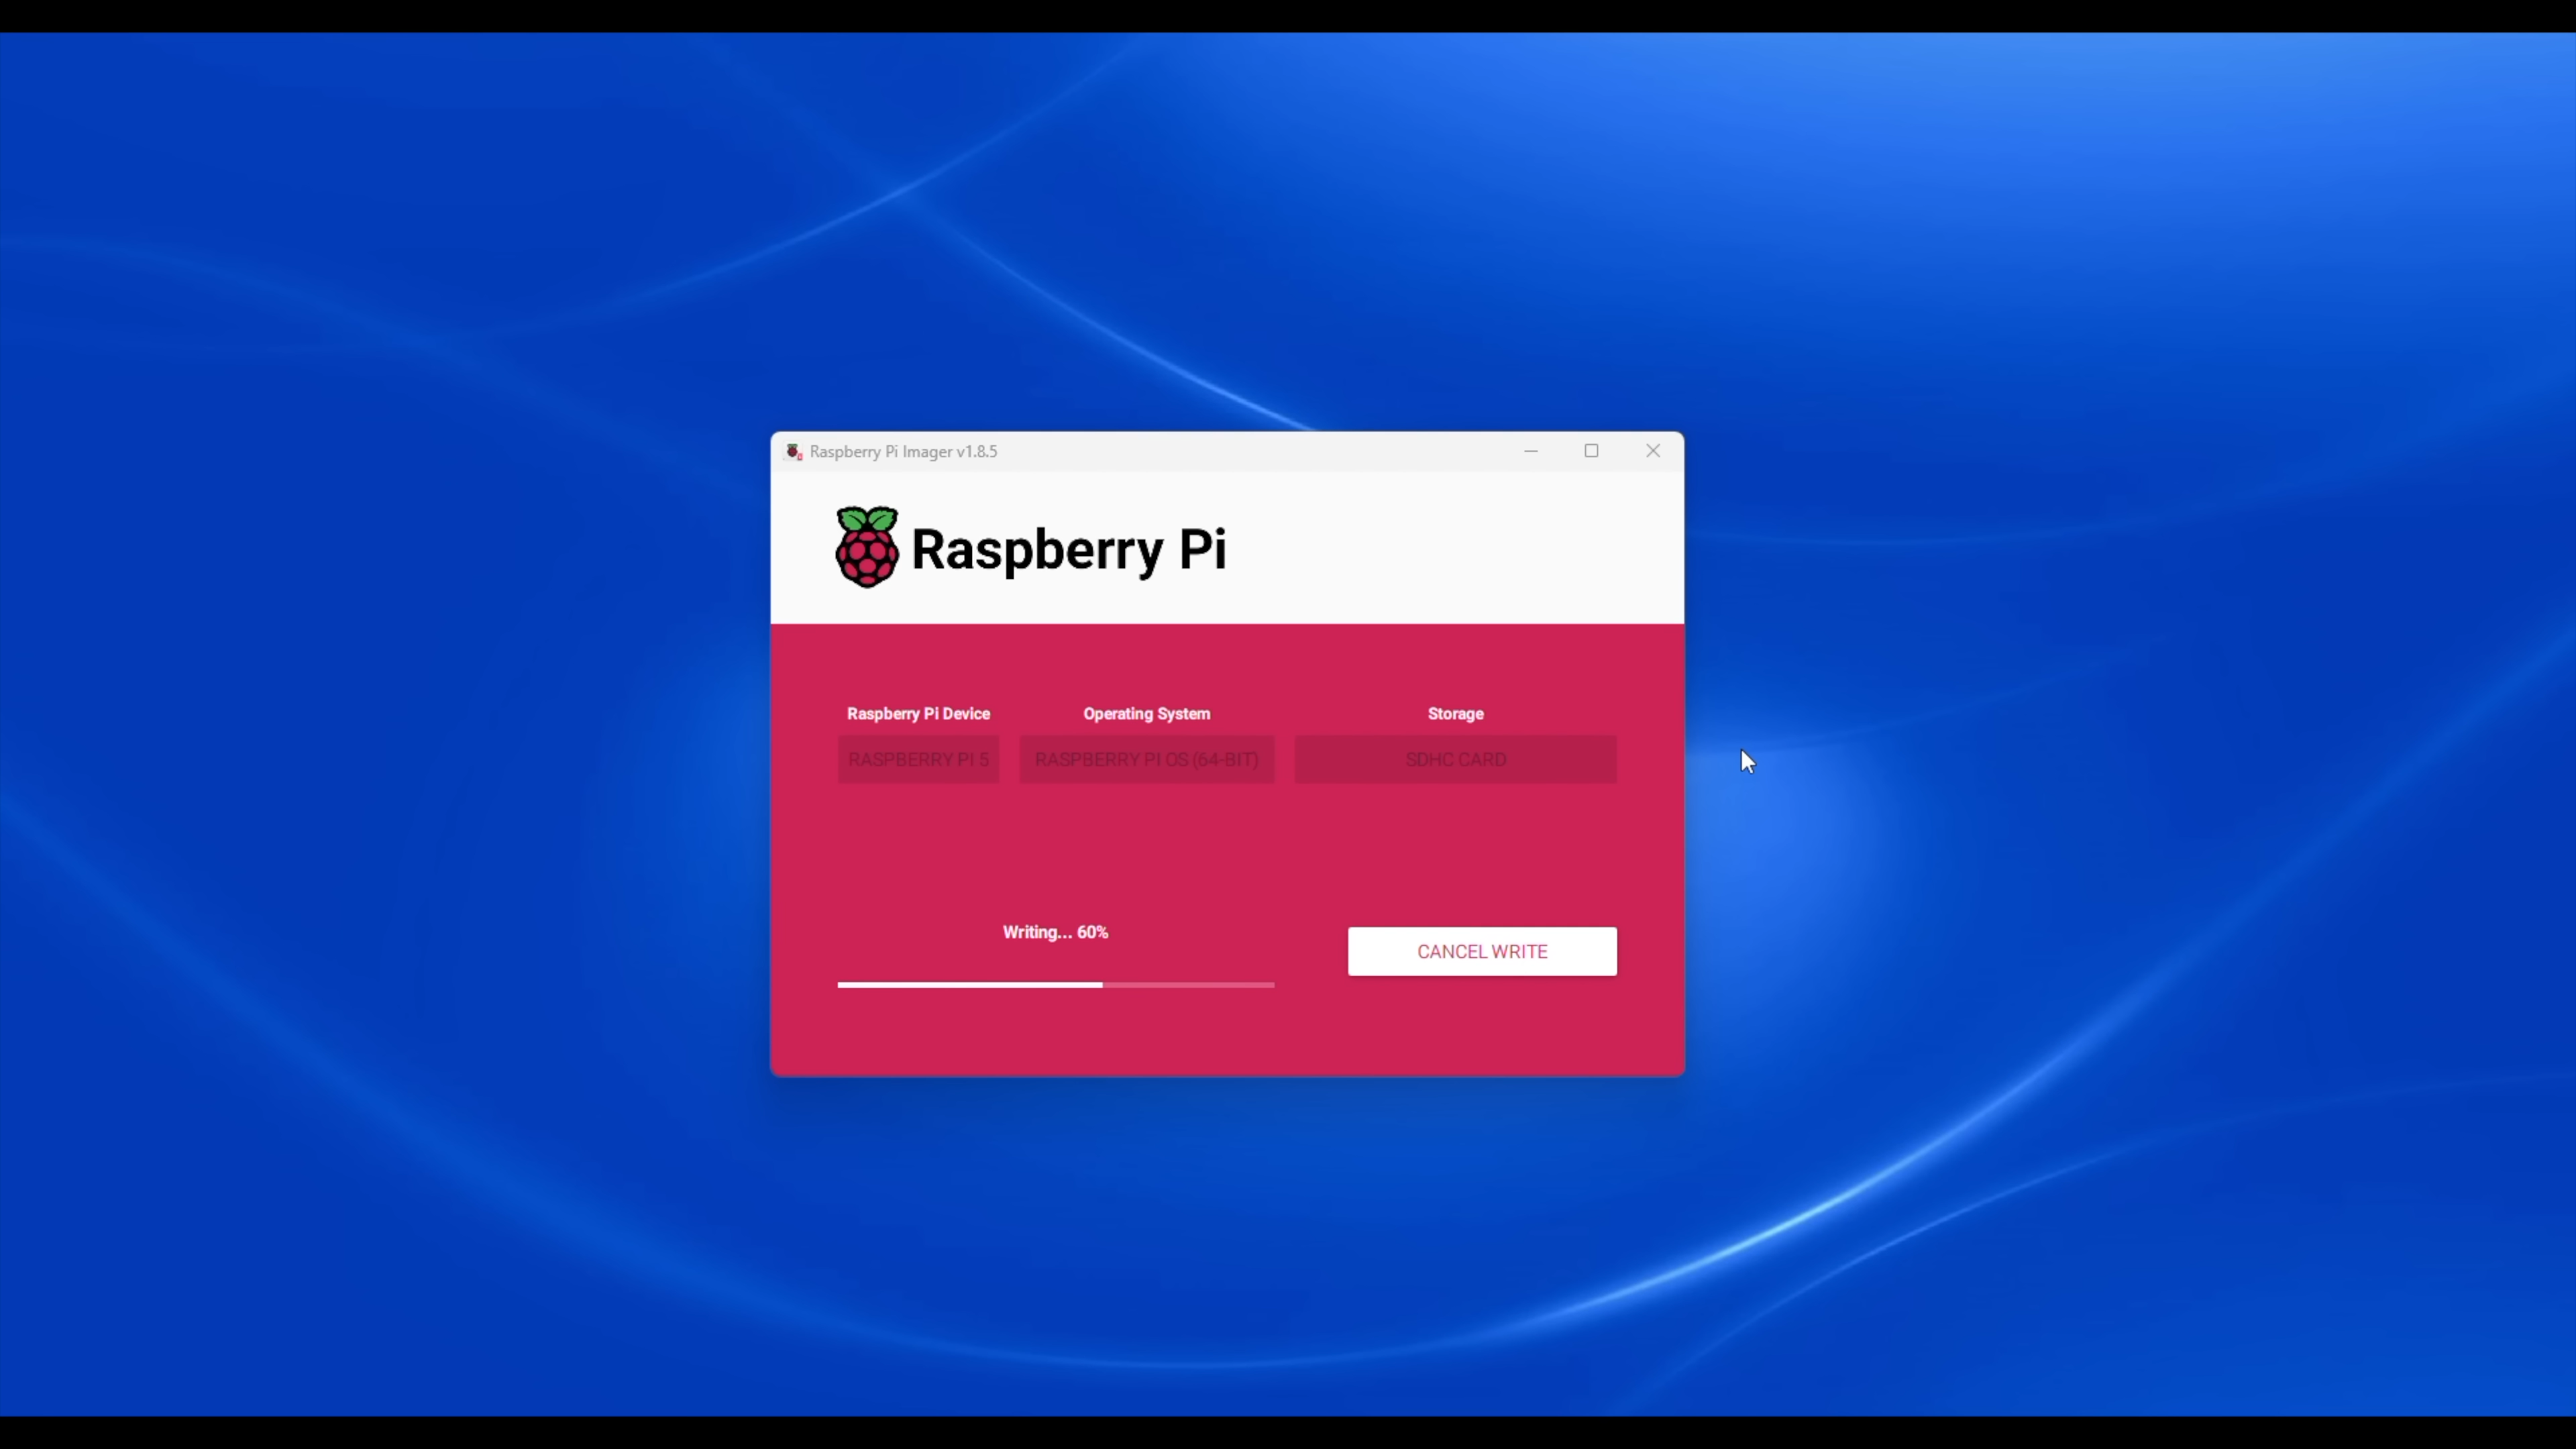 Raspberry Pi Imager v1.8.5
Raspberry Pi
Raspberry Pi Device Operating System Storage
RASPBERRY PI 5 RASPBERRY PI OS (64-BIT) SDHC CARD
Writing... 60%
CANCEL WRITE